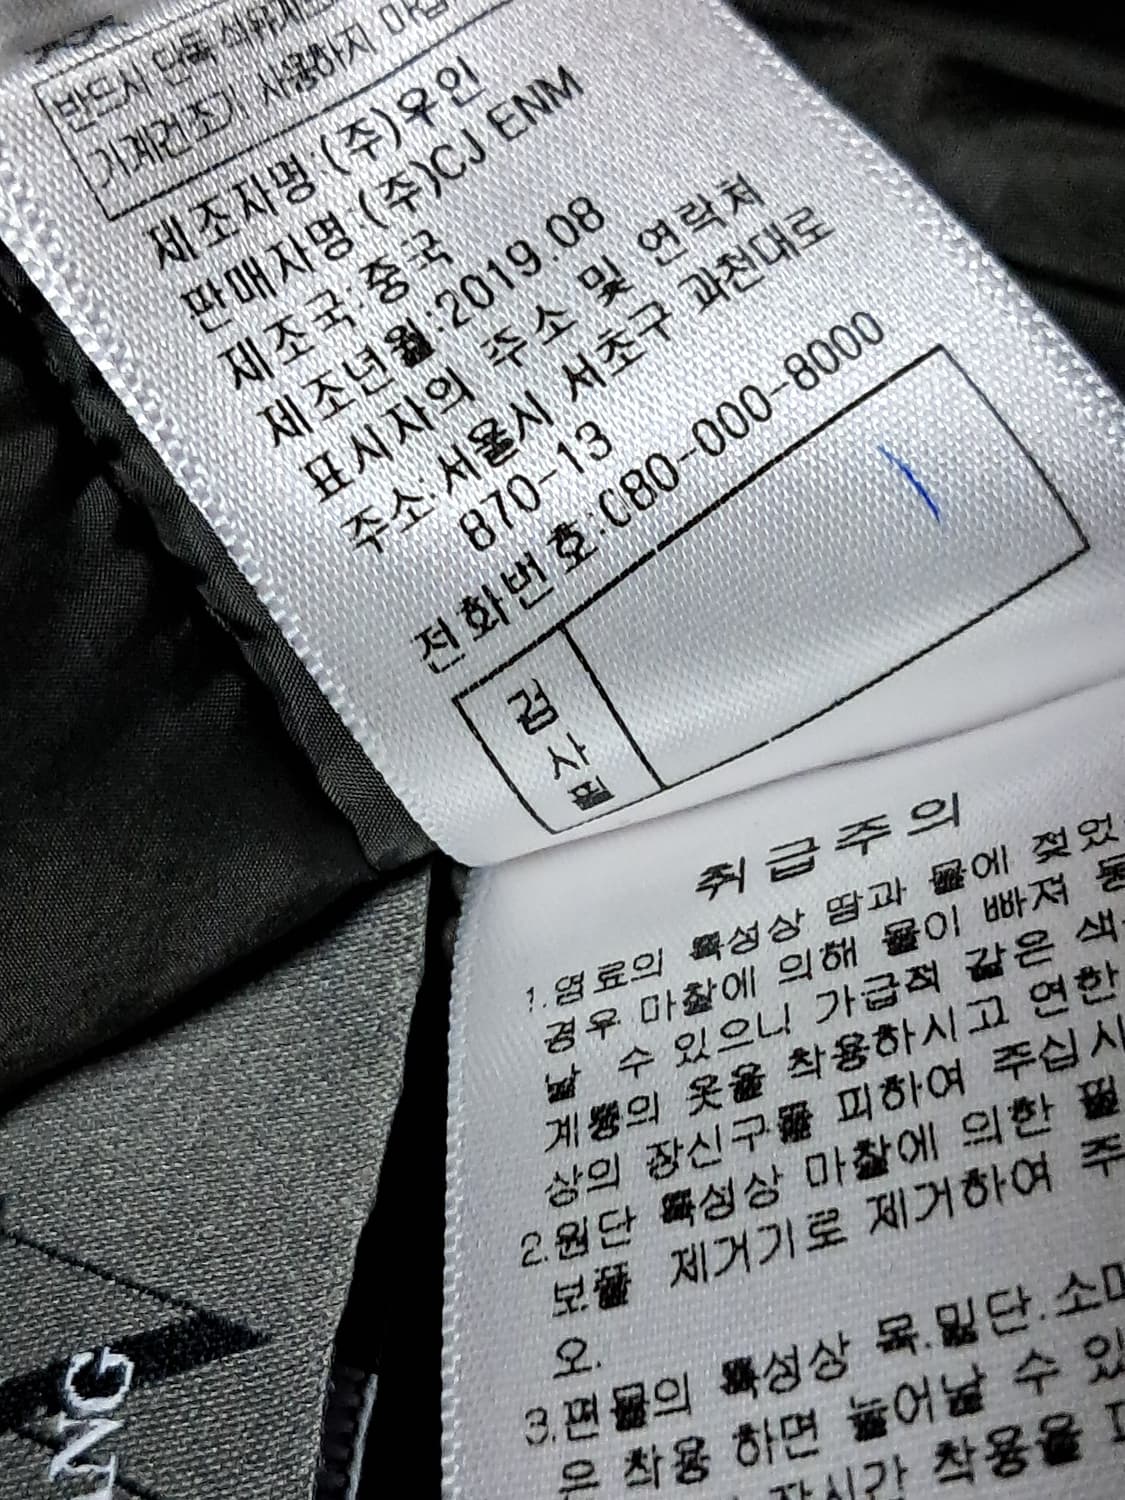 반드시 단독
기계건조기 사용하지
제조자명:(주)우인
판매자명:(주)CJ ENM
제조국:중국
제조년월:2019.08
표시자의 주소 및 연락처
주소:서울시 서초구 과천대로
870-13
전화번호:080-000-8000
검
사
필
취급주의
1.염료의 특성상 땀과 물에 젖었
경우 마찰에 의해 물이 빠져
날 수 있으니 가급적 같은 색
계통의 옷을 착용하시고 연한
상의 장신구를 피하여 주십시
2.원단 특성상 마찰에 의한 필
보풀 제거기로 제거하여 주
오.
3.편물의 특성상 목.밑단.소매
은 착용 하면 늘어날 수 있
장시간 착용을
ANG